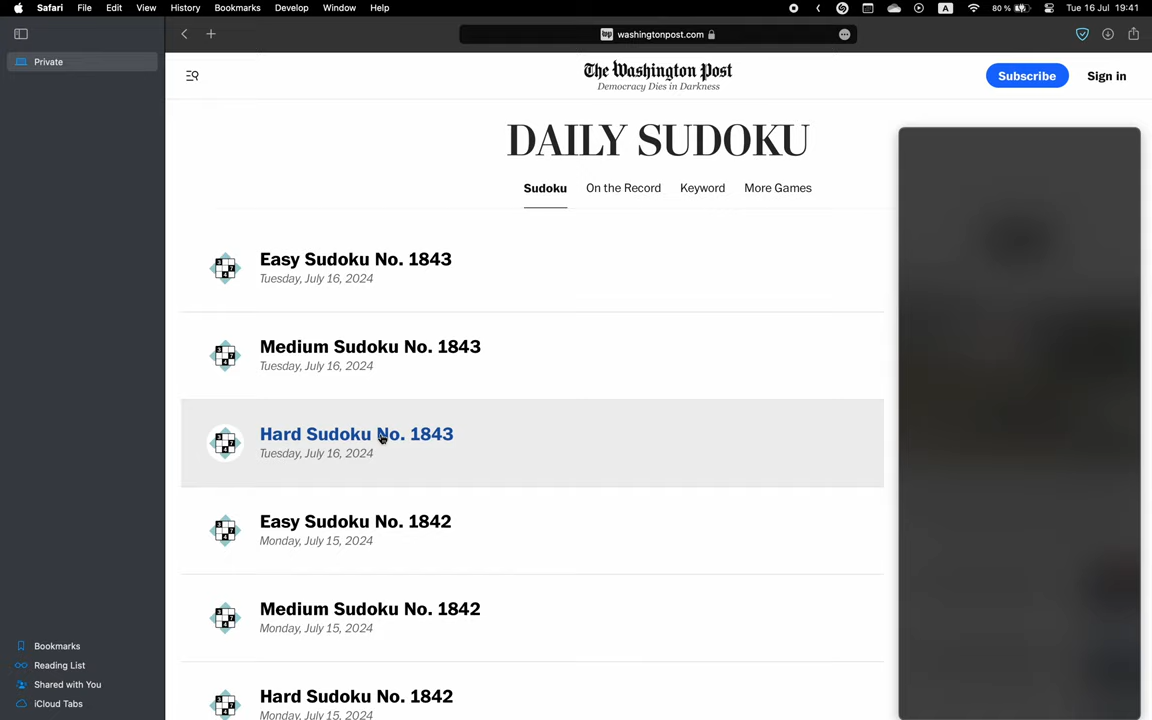 Safari File Edit View History Bookmarks Develop Window Help A 80 % Tue 16 Jul 19:41
washingtonpost.com
Private
The Washington Post
Democracy Dies in Darkness
Subscribe Sign in
DAILY SUDOKU
Sudoku On the Record Keyword More Games
Easy Sudoku No. 1843
Tuesday, July 16, 2024
Medium Sudoku No. 1843
Tuesday, July 16, 2024
Hard Sudoku No. 1843
Tuesday, July 16, 2024
Easy Sudoku No. 1842
Monday, July 15, 2024
Medium Sudoku No. 1842
Monday, July 15, 2024
Hard Sudoku No. 1842
Monday, July 15, 2024
Bookmarks
Reading List
Shared with You
iCloud Tabs